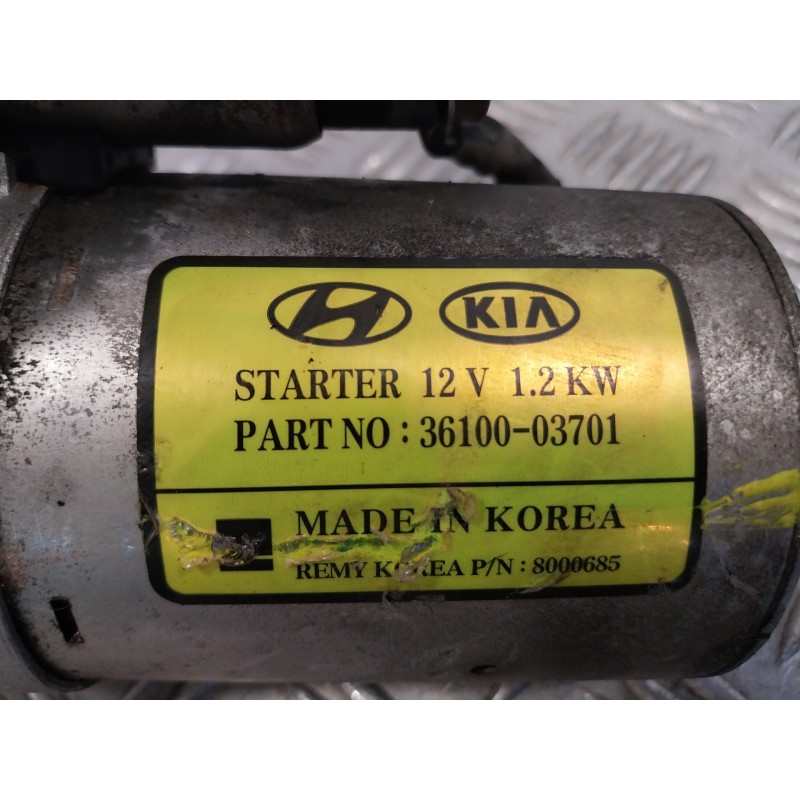 KIA
STARTER 12 V 1.2 KW
PART NO : 36100-03701
MADE IN KOREA
REMY KOREA P/N : 8000685